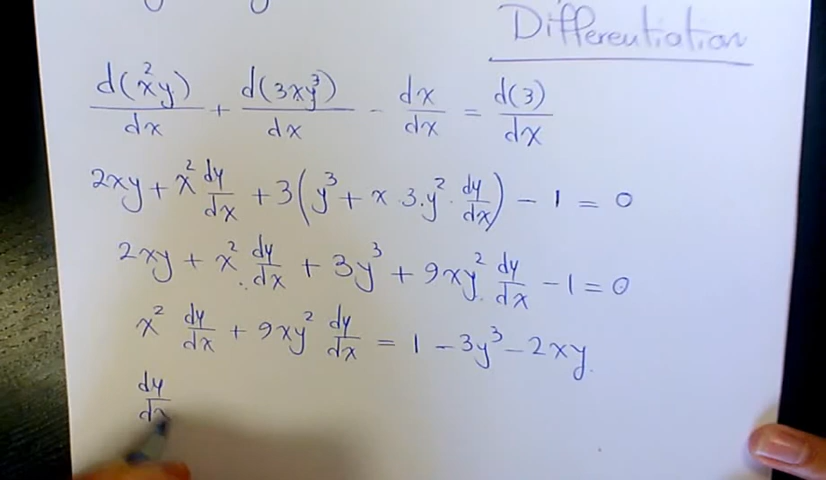 Differentiation
d(x²y)/dx + d(3xy³)/dx - dx/dx = d(3)/dx
2xy + x² dy/dx + 3(y³ + x · 3 · y² · dy/dx) - 1 = 0
2xy + x² dy/dx + 3y³ + 9xy² dy/dx - 1 = 0
x² dy/dx + 9xy² dy/dx = 1 - 3y³ - 2xy
dy/dx